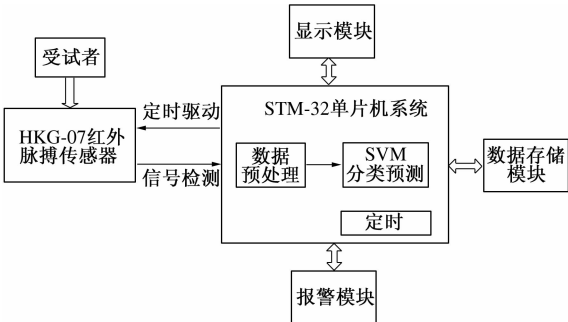 显示模块
受试者
定时驱动
STM-32单片机系统
HKG-07红外
脉搏传感器
信号检测
数据
预处理
SVM
分类预测
数据存储
模块
定时
报警模块